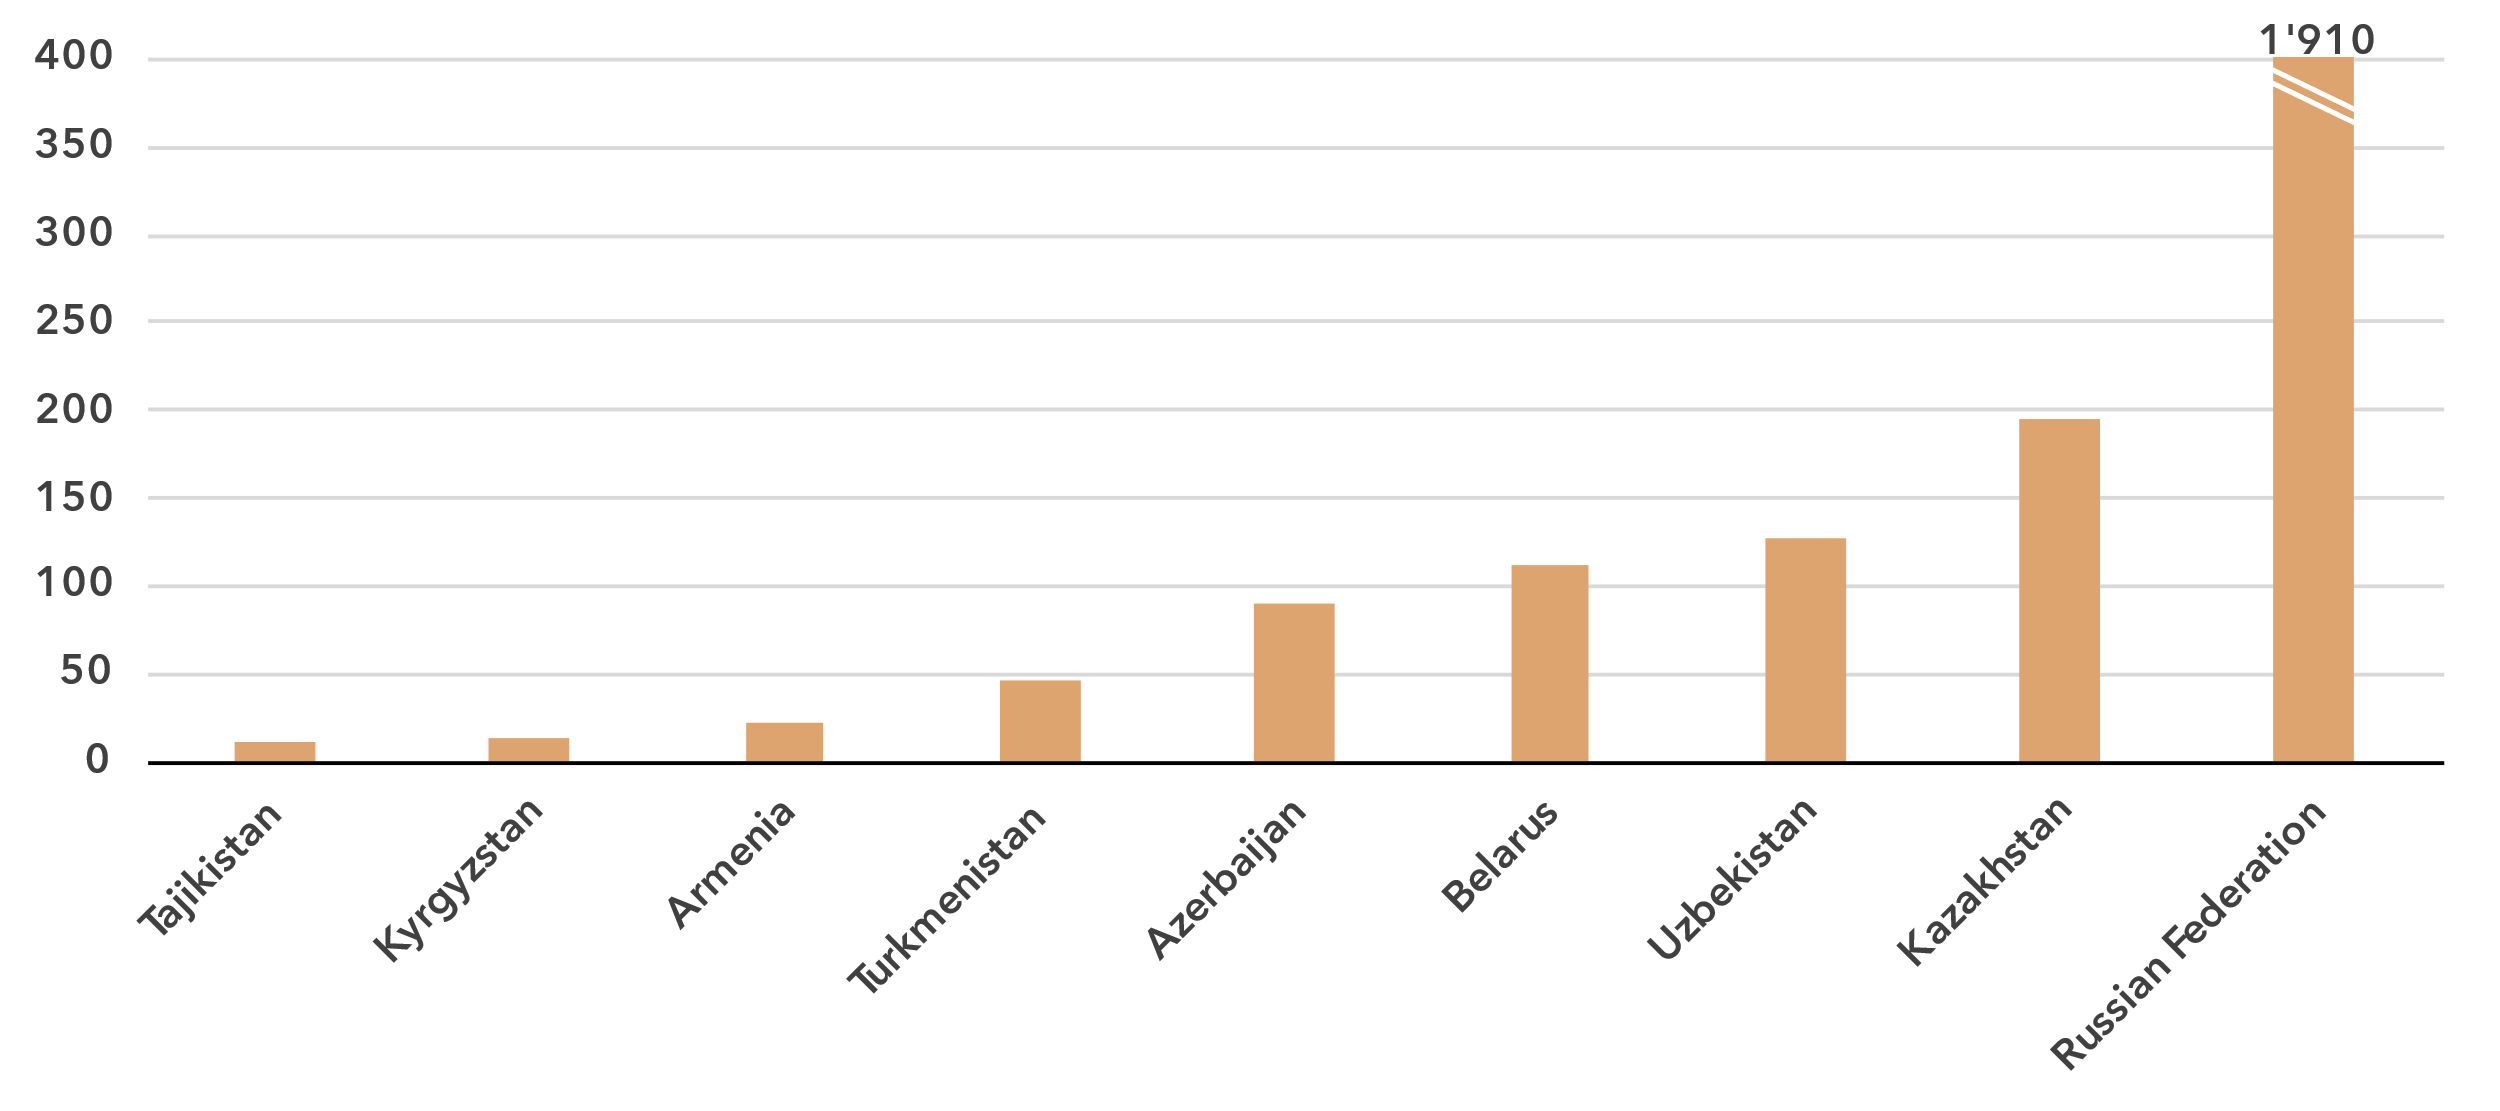 1'910
400
350
300
250
200
150
100
50
0
Tajikistan
Kyrgyzstan
Armenia
Turkmenistan
Azerbaijan
Belarus
Uzbekistan
Kazakhstan
Russian Federation